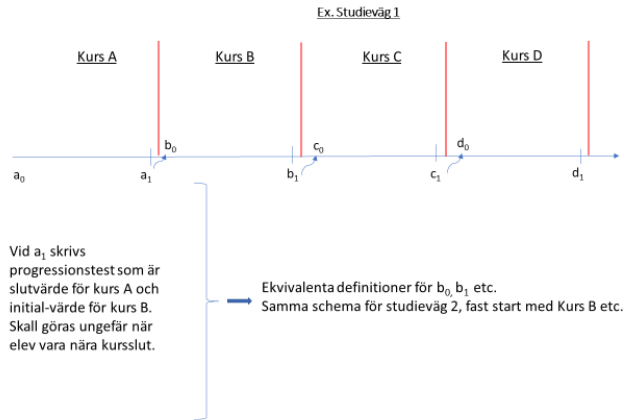 Ex. Studieväg 1
Kurs A
Kurs B
Kurs C
Kurs D
b₀
c₀
d₀
a₀
a₁
b₁
c₁
d₁
Vid a₁ skrivs
progressionstest som är
slutvärde för kurs A och
initial-värde för kurs B.
Skall göras ungefär när
elev vara nära kursslut.
Ekvivalenta definitioner för b₀, b₁ etc.
Samma schema för studieväg 2, fast start med Kurs B etc.